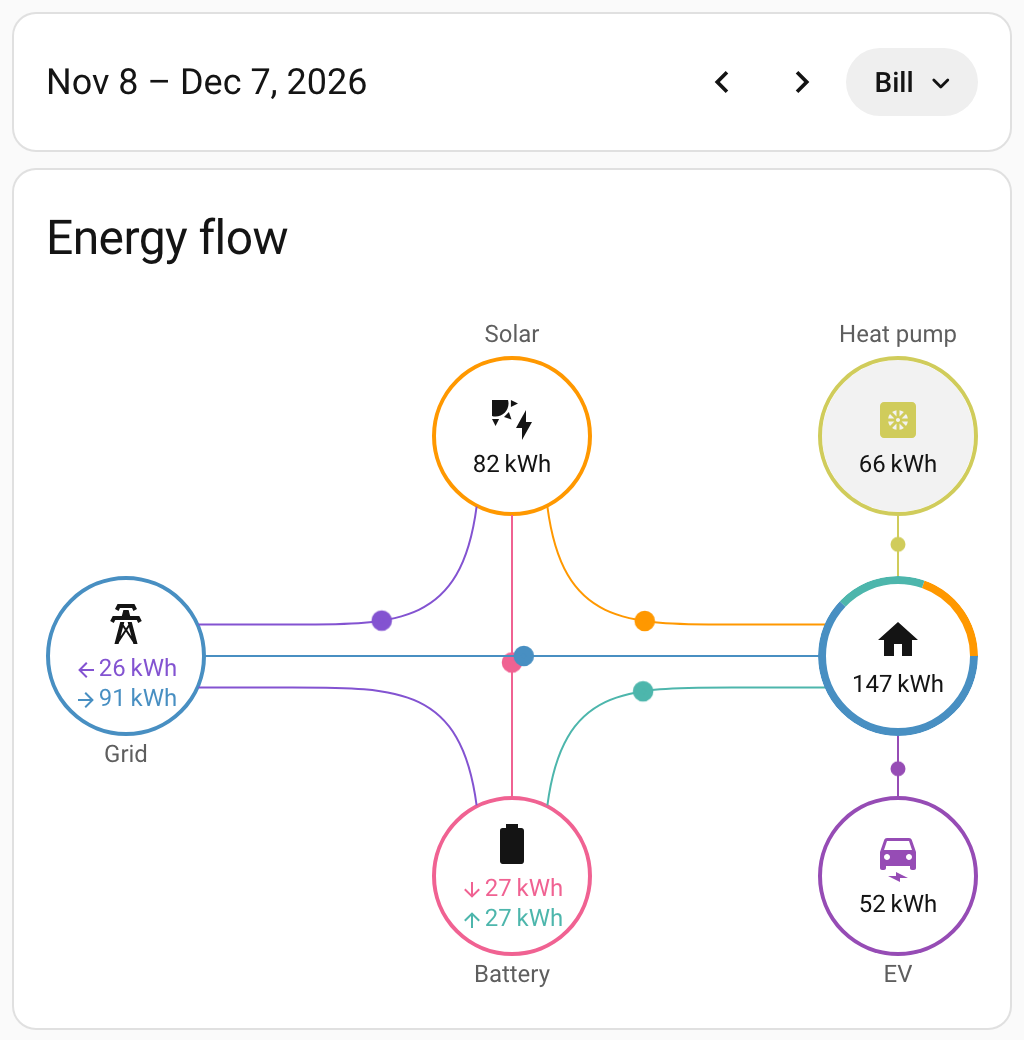 Nov 8 – Dec 7, 2026
Bill
Energy flow
Solar
Heat pump
82 kWh
66 kWh
← 26 kWh
→ 91 kWh
Grid
147 kWh
↓ 27 kWh
↑ 27 kWh
Battery
52 kWh
EV